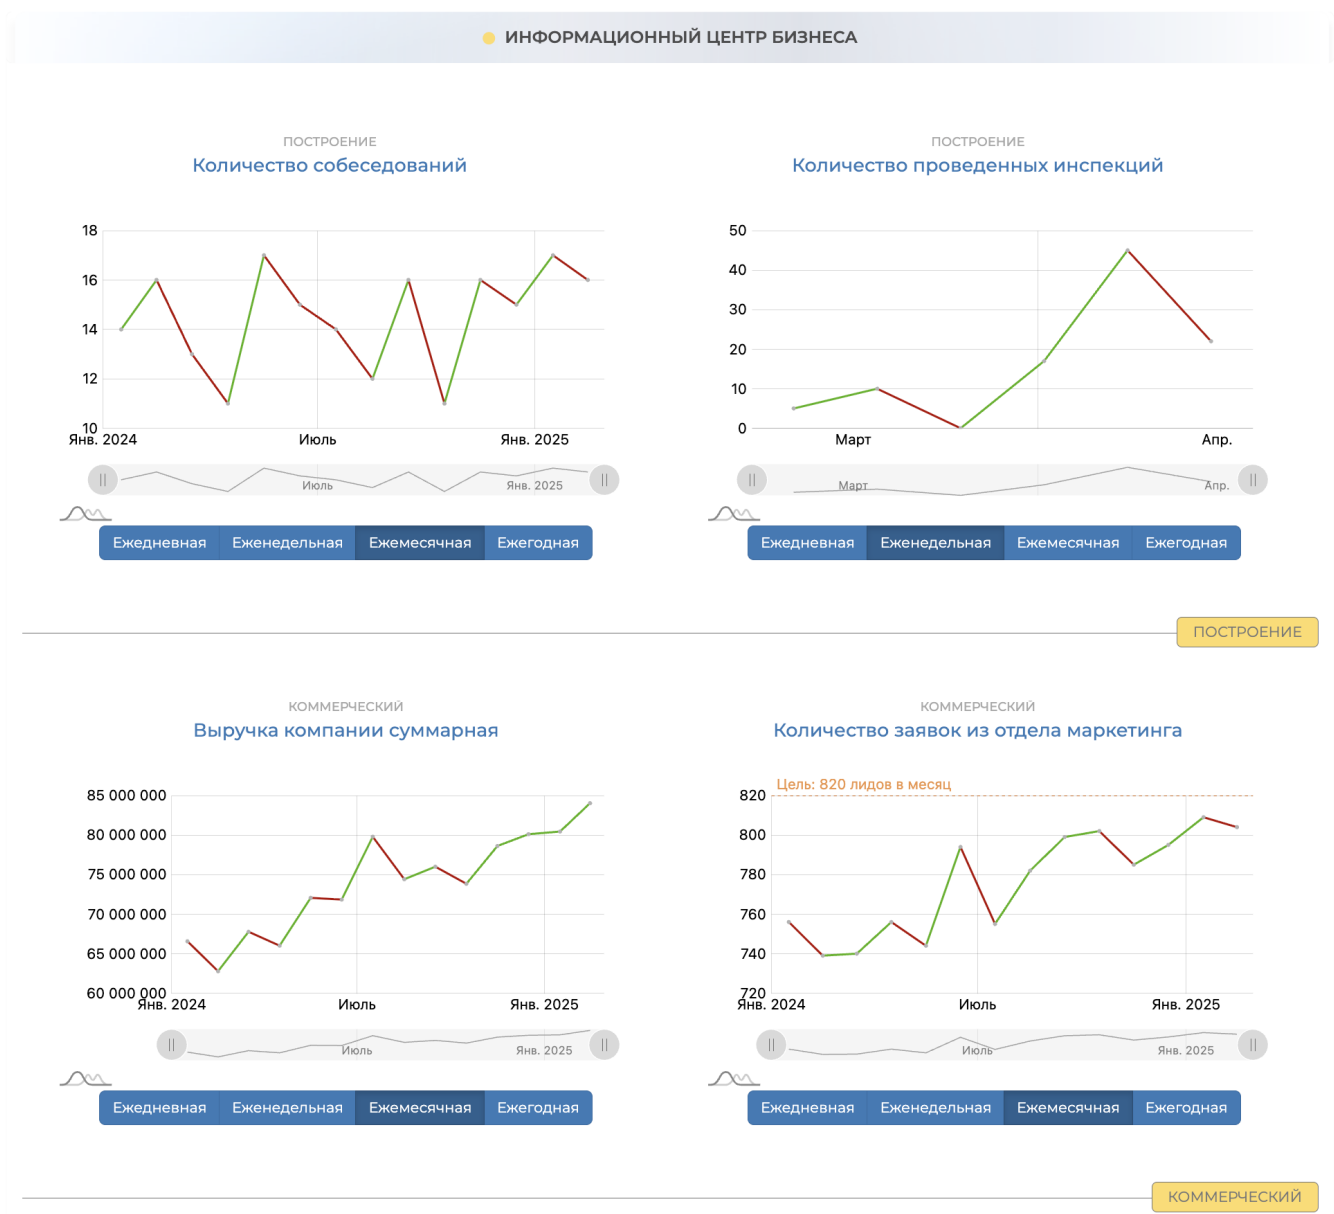 ИНФОРМАЦИОННЫЙ ЦЕНТР БИЗНЕСА
ПОСТРОЕНИЕ
Количество собеседований
18
16
14
12
10
Янв. 2024
Июль
Янв. 2025
Июль
Янв. 2025
Ежедневная
Еженедельная
Ежемесячная
Ежегодная
ПОСТРОЕНИЕ
Количество проведенных инспекций
50
40
30
20
10
0
Март
Апр.
Март
Апр.
Ежедневная
Еженедельная
Ежемесячная
Ежегодная
ПОСТРОЕНИЕ
КОММЕРЧЕСКИЙ
Выручка компании суммарная
85 000 000
80 000 000
75 000 000
70 000 000
65 000 000
60 000 000
Янв. 2024
Июль
Янв. 2025
Июль
Янв. 2025
Ежедневная
Еженедельная
Ежемесячная
Ежегодная
КОММЕРЧЕСКИЙ
Количество заявок из отдела маркетинга
Цель: 820 лидов в месяц
820
800
780
760
740
720
Янв. 2024
Июль
Янв. 2025
Июль
Янв. 2025
Ежедневная
Еженедельная
Ежемесячная
Ежегодная
КОММЕРЧЕСКИЙ